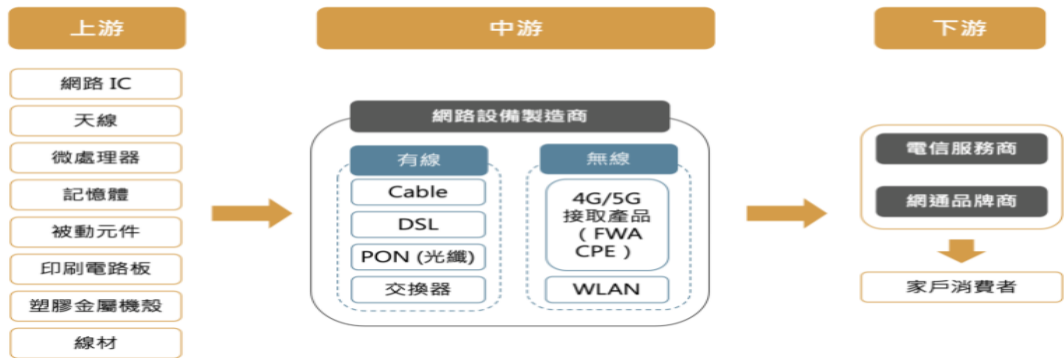 上游
網路 IC
天線
微處理器
記憶體
被動元件
印刷電路板
塑膠金屬機殼
線材
中游
網路設備製造商
有線
Cable
DSL
PON (光纖)
交換器
無線
4G/5G
接取產品
（ FWA
CPE ）
WLAN
下游
電信服務商
網通品牌商
家戶消費者